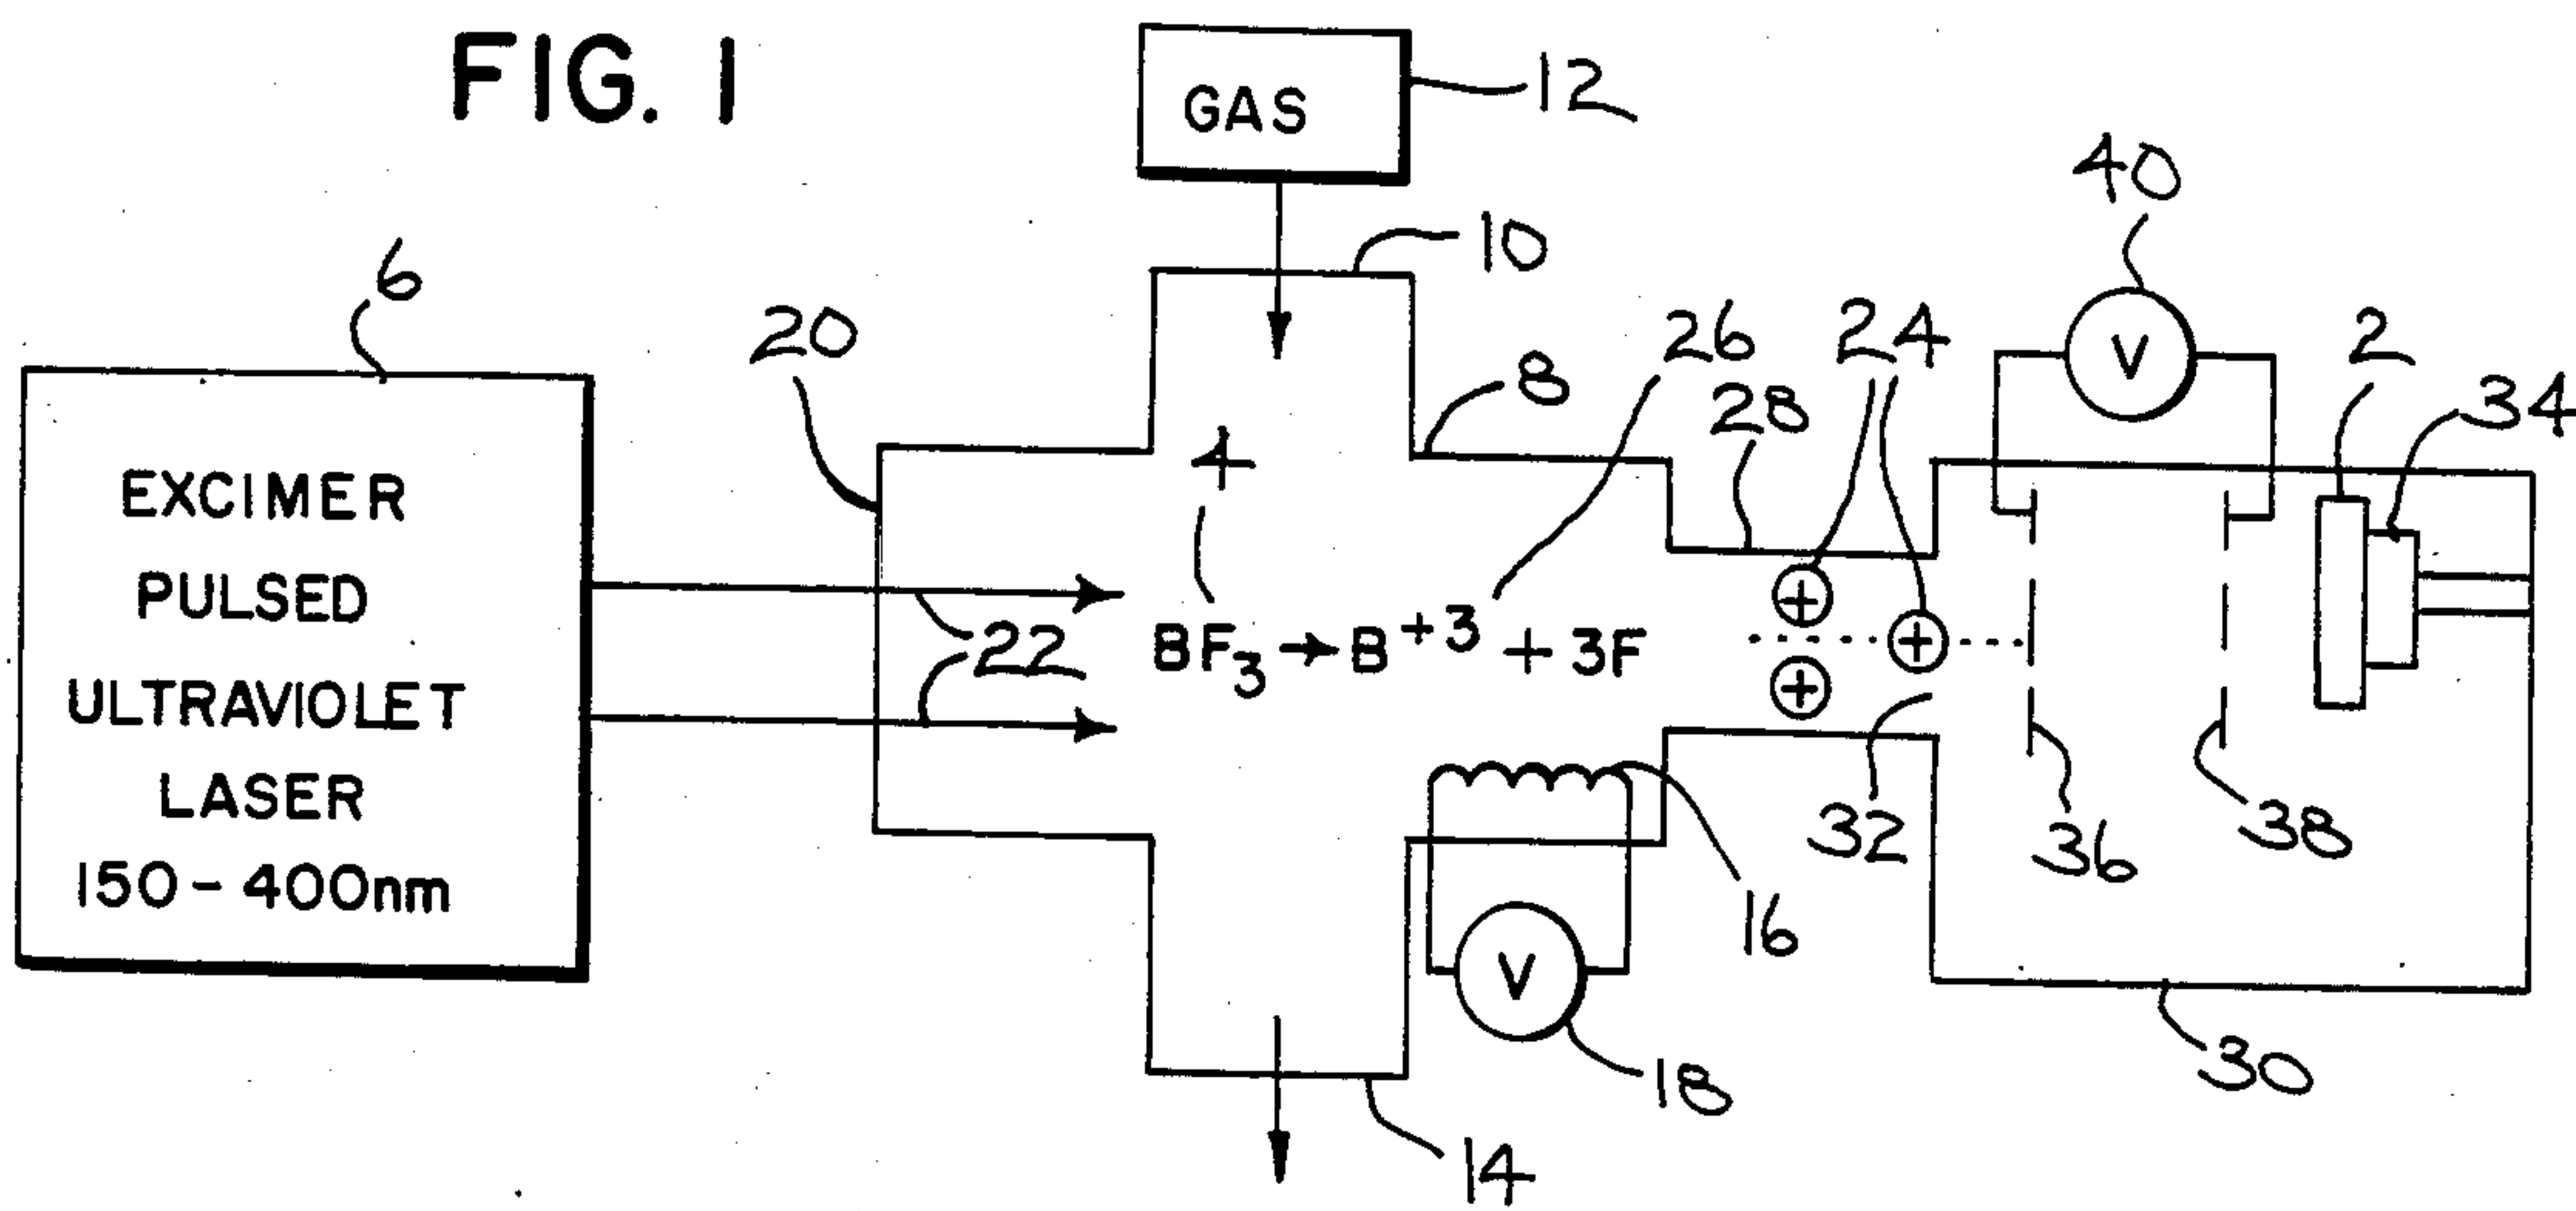 FIG. 1
GAS
12
10
40
6
20
26
24
2
8
28
34
V
4
EXCIMER
PULSED
ULTRAVIOLET
LASER
150-400nm
22
BF₃ → B⁺³ + 3F
+
+
+
32
36
38
16
V
18
30
14